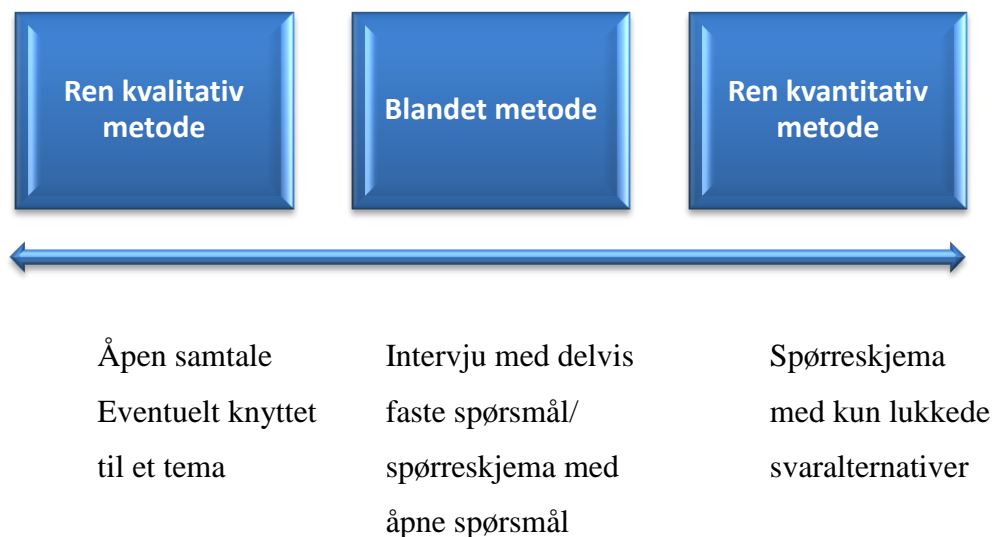 Ren kvalitativ
metode
Blandet metode
Ren kvantitativ
metode
Åpen samtale
Eventuelt knyttet
til et tema
Intervju med delvis
faste spørsmål/
spørreskjema med
åpne spørsmål
Spørreskjema
med kun lukkede
svaralternativer